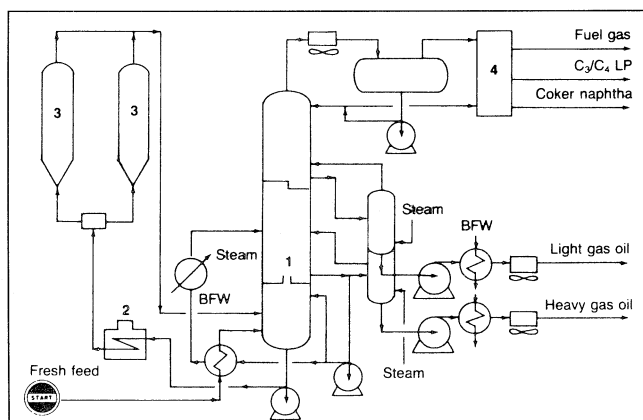 Fuel gas
4
C3/C4 LP
3
3
Coker naphtha
Steam
BFW
Steam
1
Light gas oil
BFW
2
Heavy gas oil
Fresh feed
Steam
START